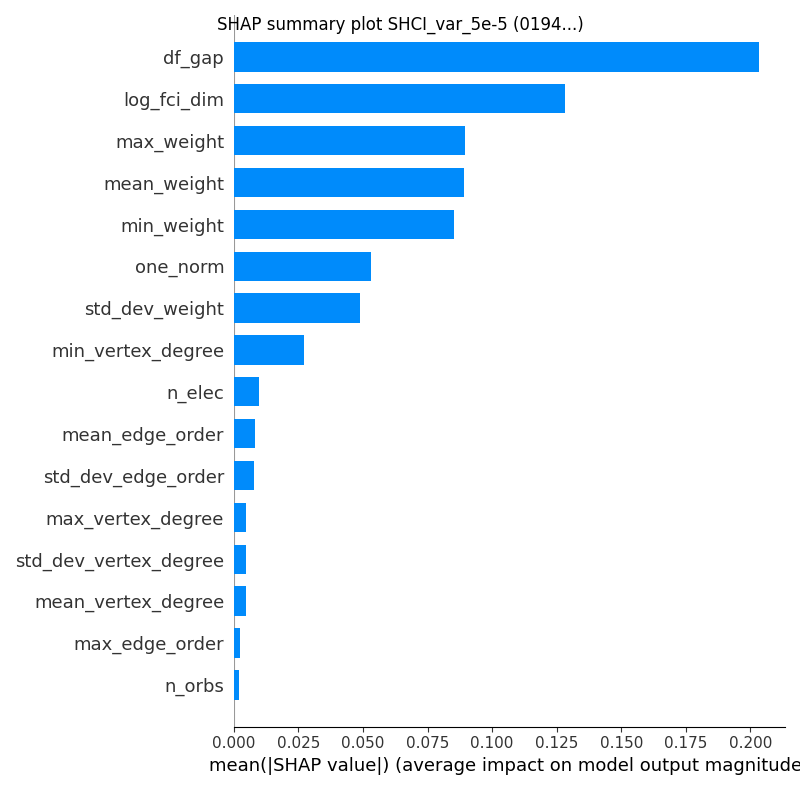 SHAP summary plot SHCI_var_5e-5 (0194...)
df_gap
log_fci_dim
max_weight
mean_weight
min_weight
one_norm
std_dev_weight
min_vertex_degree
n_elec
mean_edge_order
std_dev_edge_order
max_vertex_degree
std_dev_vertex_degree
mean_vertex_degree
max_edge_order
n_orbs
0.000 0.025 0.050 0.075 0.100 0.125 0.150 0.175 0.200
mean(|SHAP value|) (average impact on model output magnitude